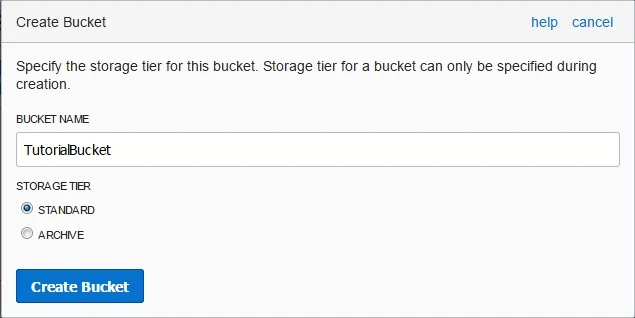 Create Bucket help cancel
Specify the storage tier for this bucket. Storage tier for a bucket can only be specified during
creation.
BUCKET NAME
TutorialBucket
STORAGE TIER
STANDARD
ARCHIVE
Create Bucket